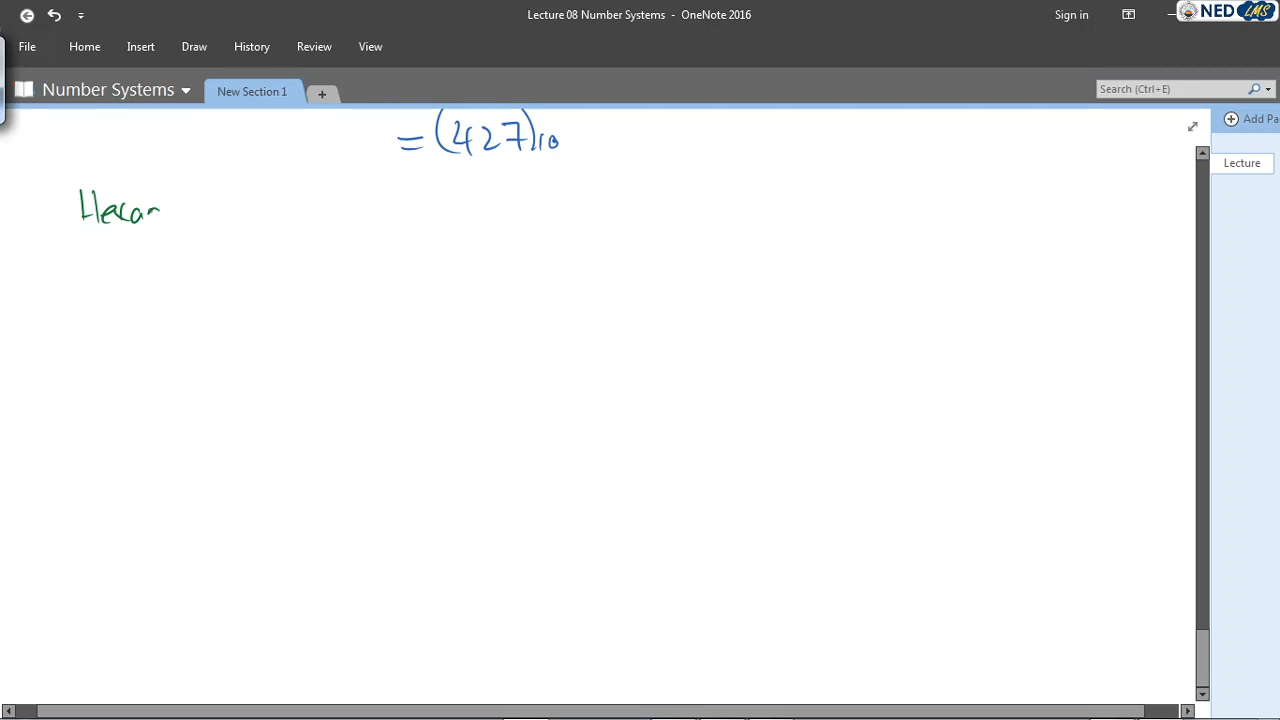 Lecture 08 Number Systems - OneNote 2016
Sign in
NED LMS
File Home Insert Draw History Review View
Number Systems
New Section 1
+
Search (Ctrl+E)
Add Pa
Lecture
= (427)10